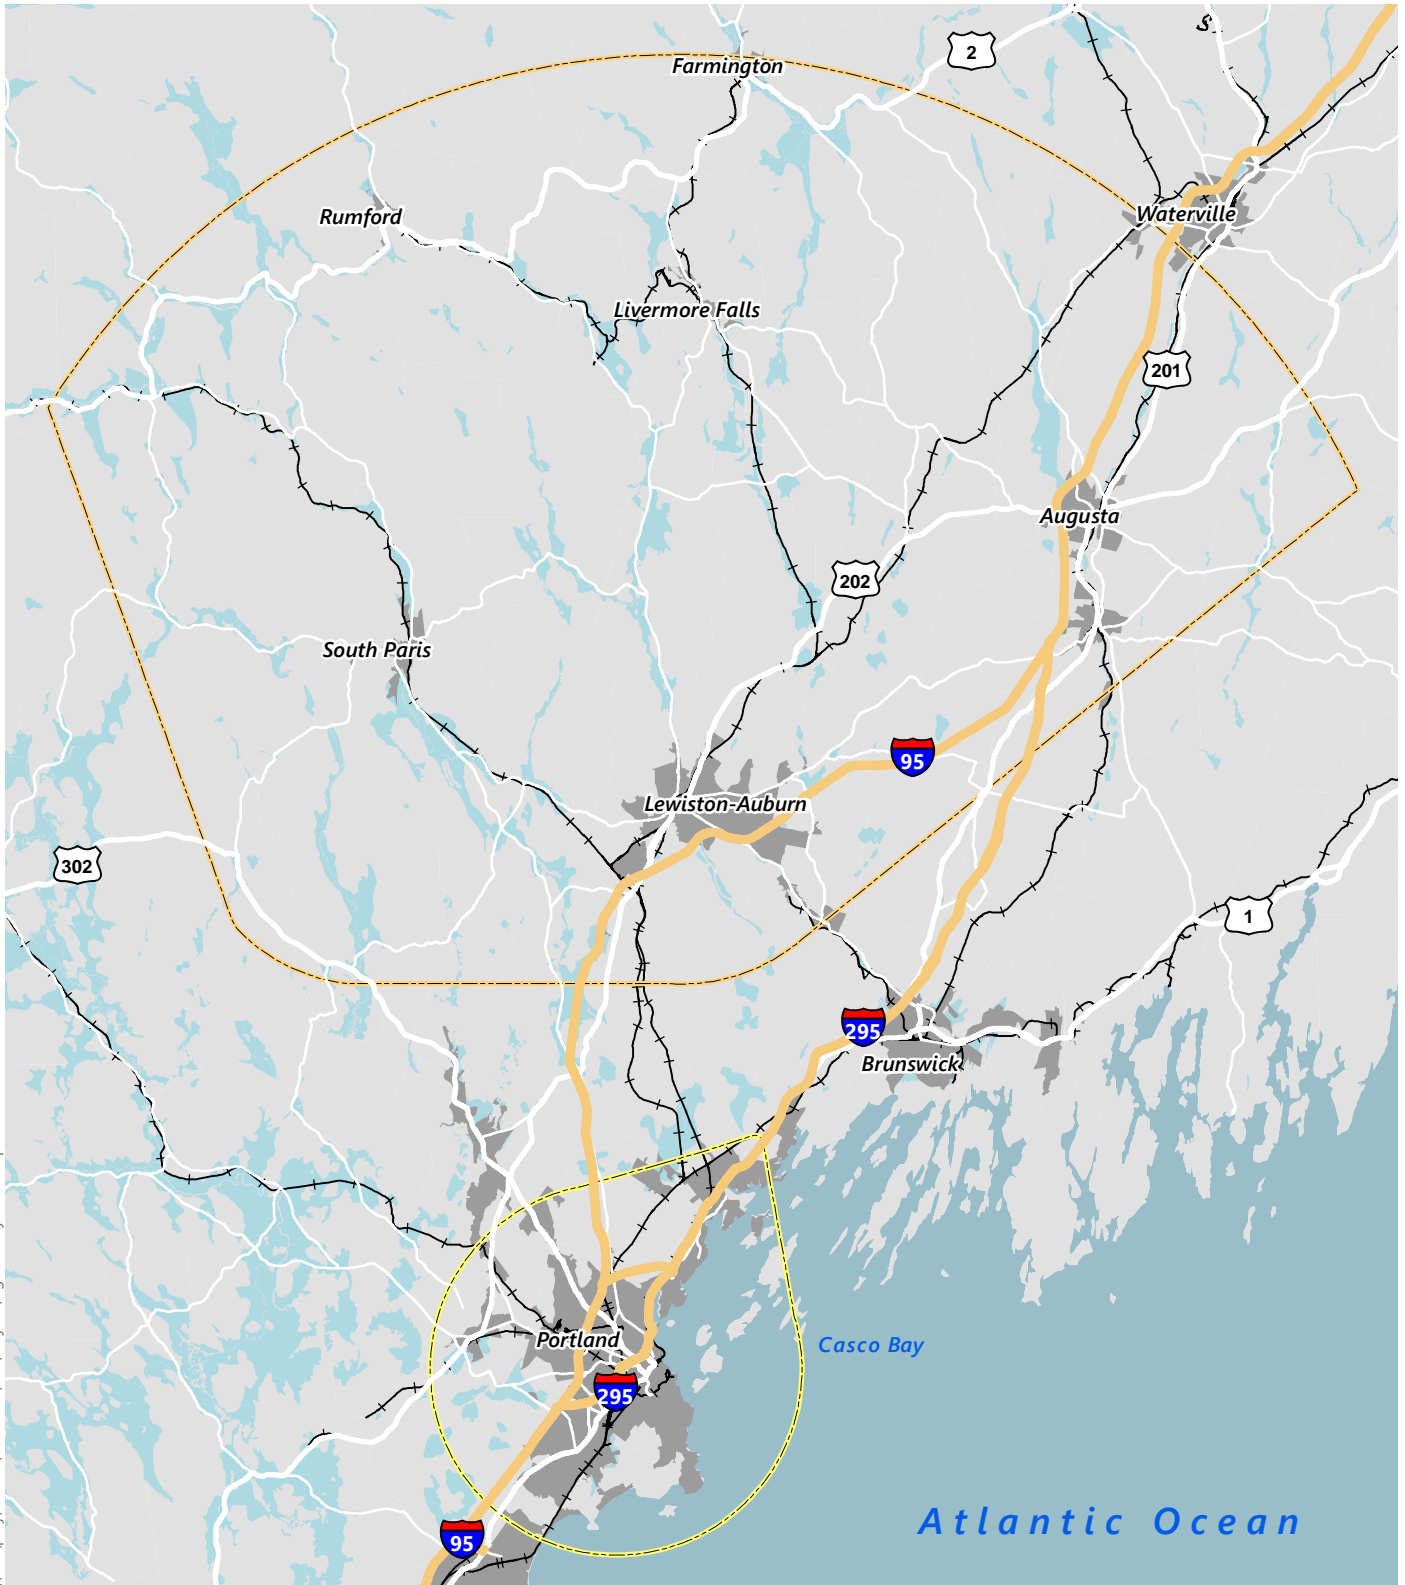 2
Farmington
Waterville
Rumford
Livermore Falls
201
Augusta
202
South Paris
95
Lewiston-Auburn
302
1
295
Brunswick
Portland
Casco Bay
295
Atlantic Ocean
95